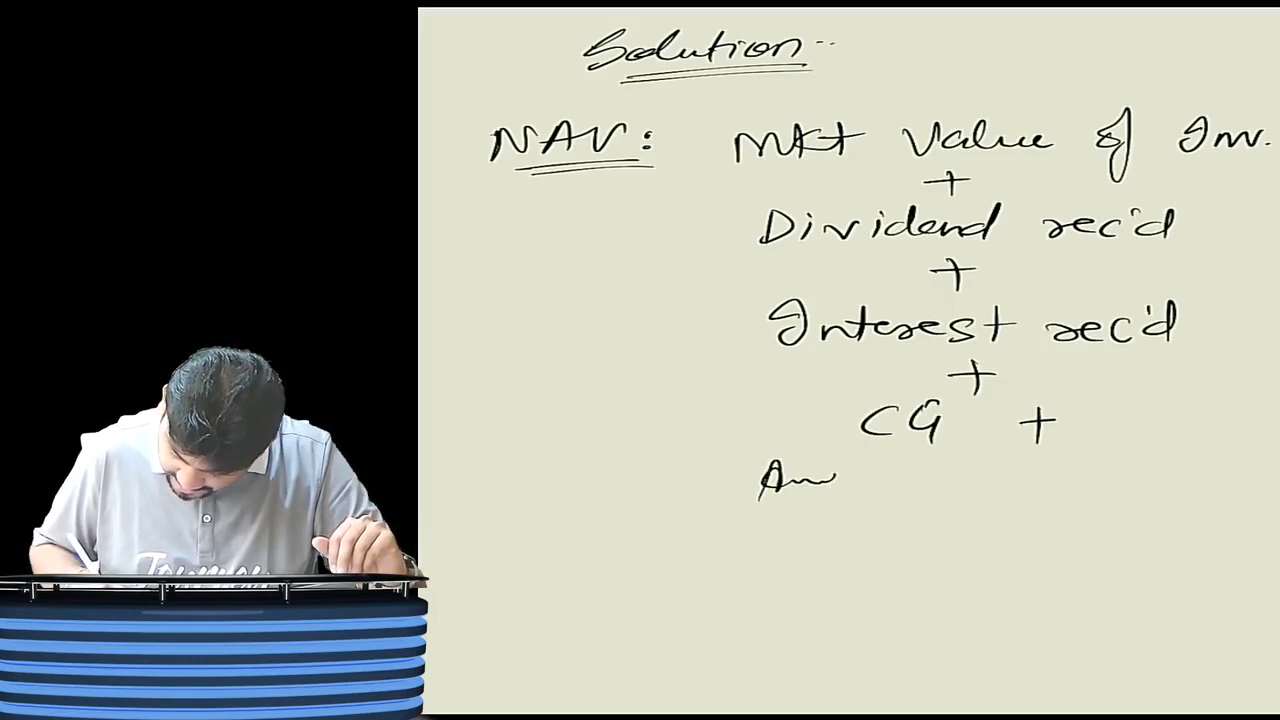 Solution..
NAV: Mkt Value of Inv.
+
Dividend rec'd
+
Interest rec'd
+
CG +